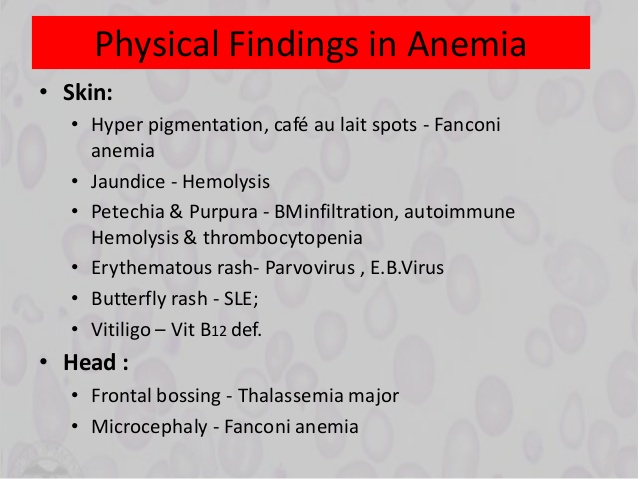 Physical Findings in Anemia
• Skin:
• Hyper pigmentation, café au lait spots - Fanconi
anemia
• Jaundice - Hemolysis
• Petechia & Purpura - BMinfiltration, autoimmune
Hemolysis & thrombocytopenia
• Erythematous rash- Parvovirus , E.B.Virus
• Butterfly rash - SLE;
• Vitiligo – Vit B12 def.
• Head :
• Frontal bossing - Thalassemia major
• Microcephaly - Fanconi anemia